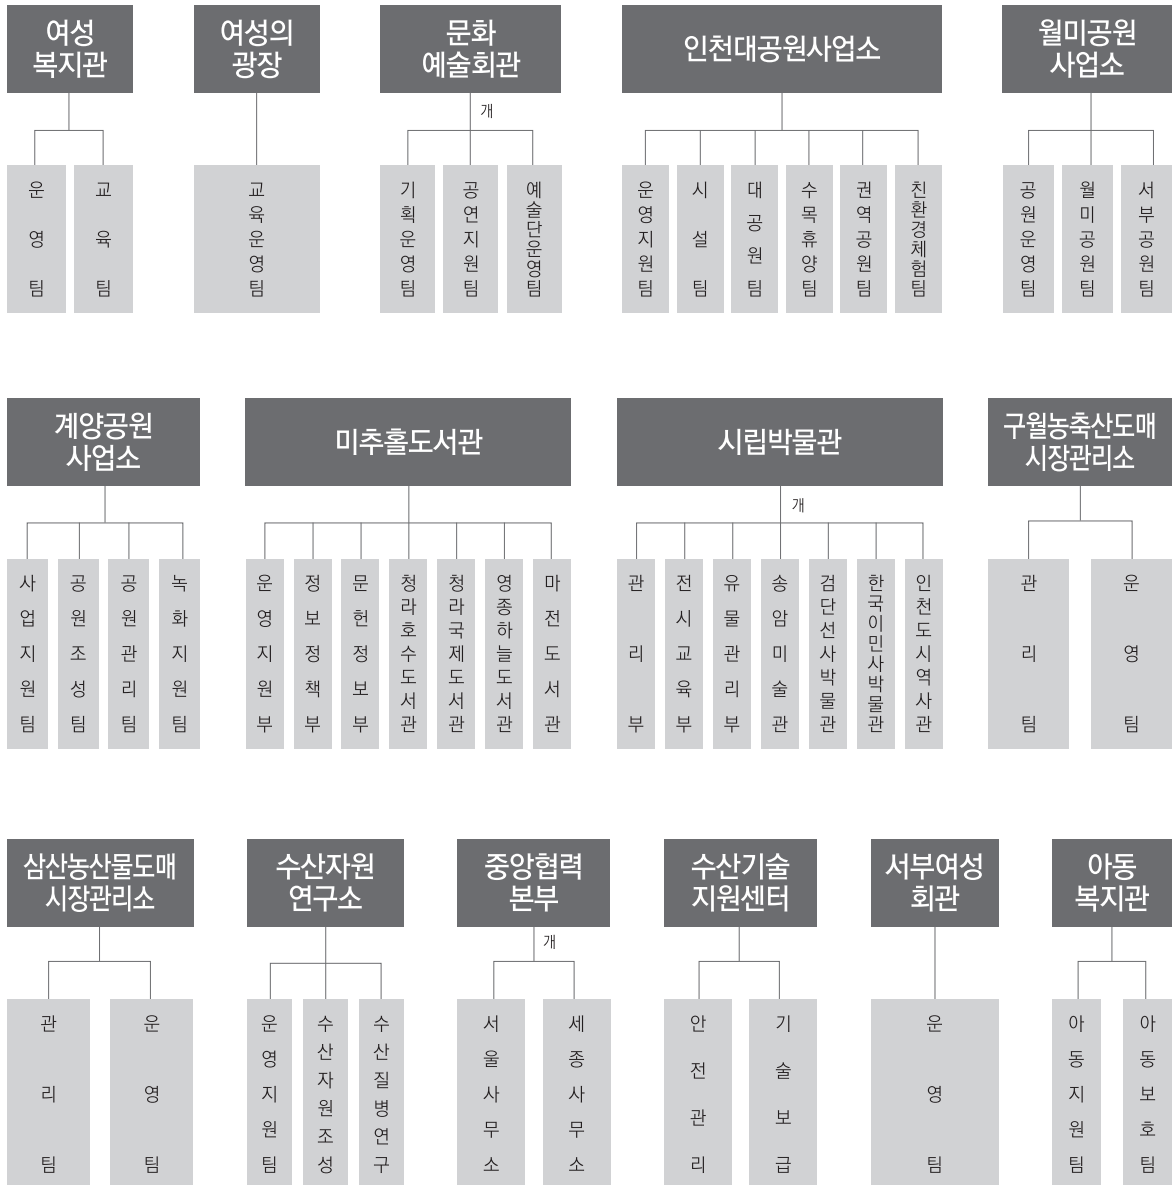 여성
복지관
운영팀
교육팀
여성의
광장
교육운영팀
문화
예술회관
개
기획운영팀
공연지원팀
예술단운영팀
인천대공원사업소
운영지원팀
시설팀
대공원팀
수목휴양팀
권역공원팀
친환경체험팀
월미공원
사업소
공원운영팀
월미공원팀
서부공원팀
계양공원
사업소
사업지원팀
공원조성팀
공원관리팀
녹화지원팀
미추홀도서관
운영지원부
정보정책부
문헌정보부
청라호수도서관
청라국제도서관
영종하늘도서관
마전도서관
시립박물관
개
관리부
전시교육부
유물관리부
송암미술관
검단선사박물관
한국이민사박물관
인천도시역사관
구월농축산도매
시장관리소
관리팀
운영팀
삼산농산물도매
시장관리소
관리팀
운영팀
수산자원
연구소
운영지원팀
수산자원조성
수산질병연구
중앙협력
본부
개
서울사무소
세종사무소
수산기술
지원센터
안전관리
기술보급
서부여성
회관
운영팀
아동
복지관
아동지원팀
아동보호팀